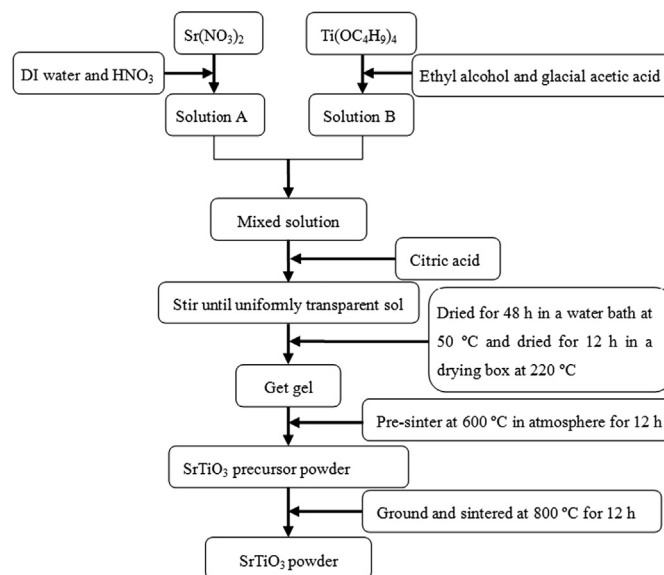 Sr(NO₃)₂
Ti(OC₄H₉)₄
DI water and HNO₃
Ethyl alcohol and glacial acetic acid
Solution A
Solution B
Mixed solution
Citric acid
Stir until uniformly transparent sol
Dried for 48 h in a water bath at
50 ℃ and dried for 12 h in a
drying box at 220 ℃
Get gel
Pre-sinter at 600 ℃ in atmosphere for 12 h
SrTiO₃ precursor powder
Ground and sintered at 800 ℃ for 12 h
SrTiO₃ powder